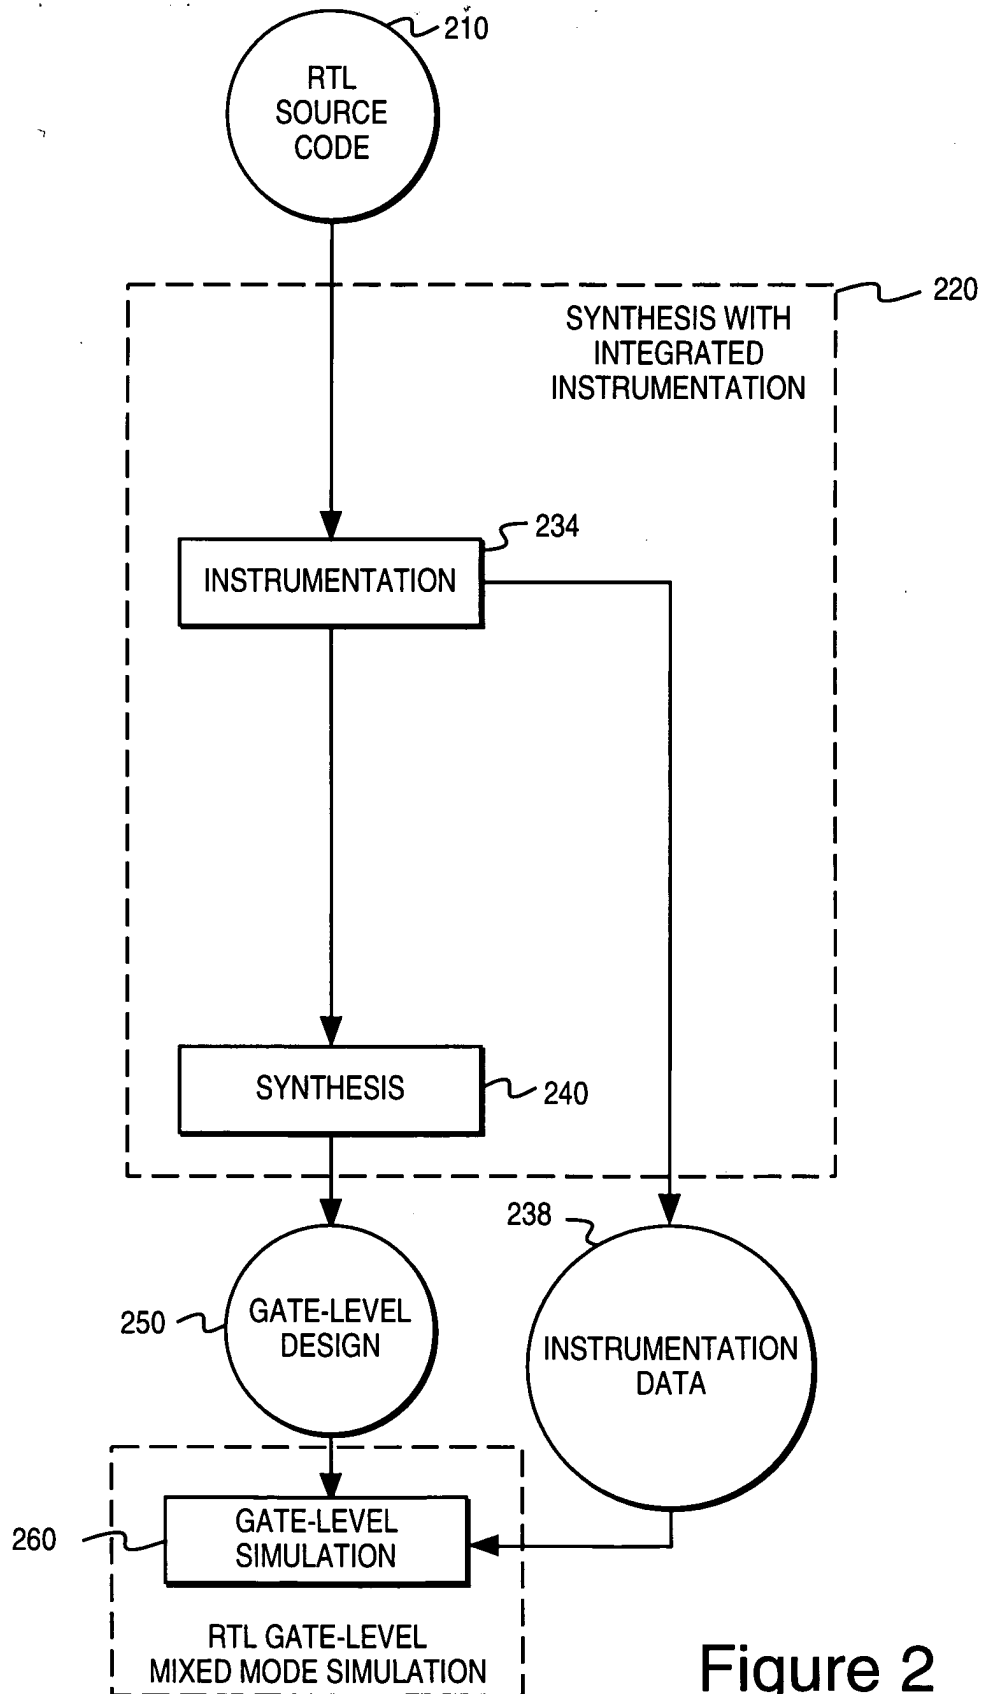 210
RTL
SOURCE
CODE
220
SYNTHESIS WITH
INTEGRATED
INSTRUMENTATION
234
INSTRUMENTATION
SYNTHESIS
240
238
250
GATE-LEVEL
DESIGN
INSTRUMENTATION
DATA
260
GATE-LEVEL
SIMULATION
RTL GATE-LEVEL
MIXED MODE SIMULATION
Figure 2